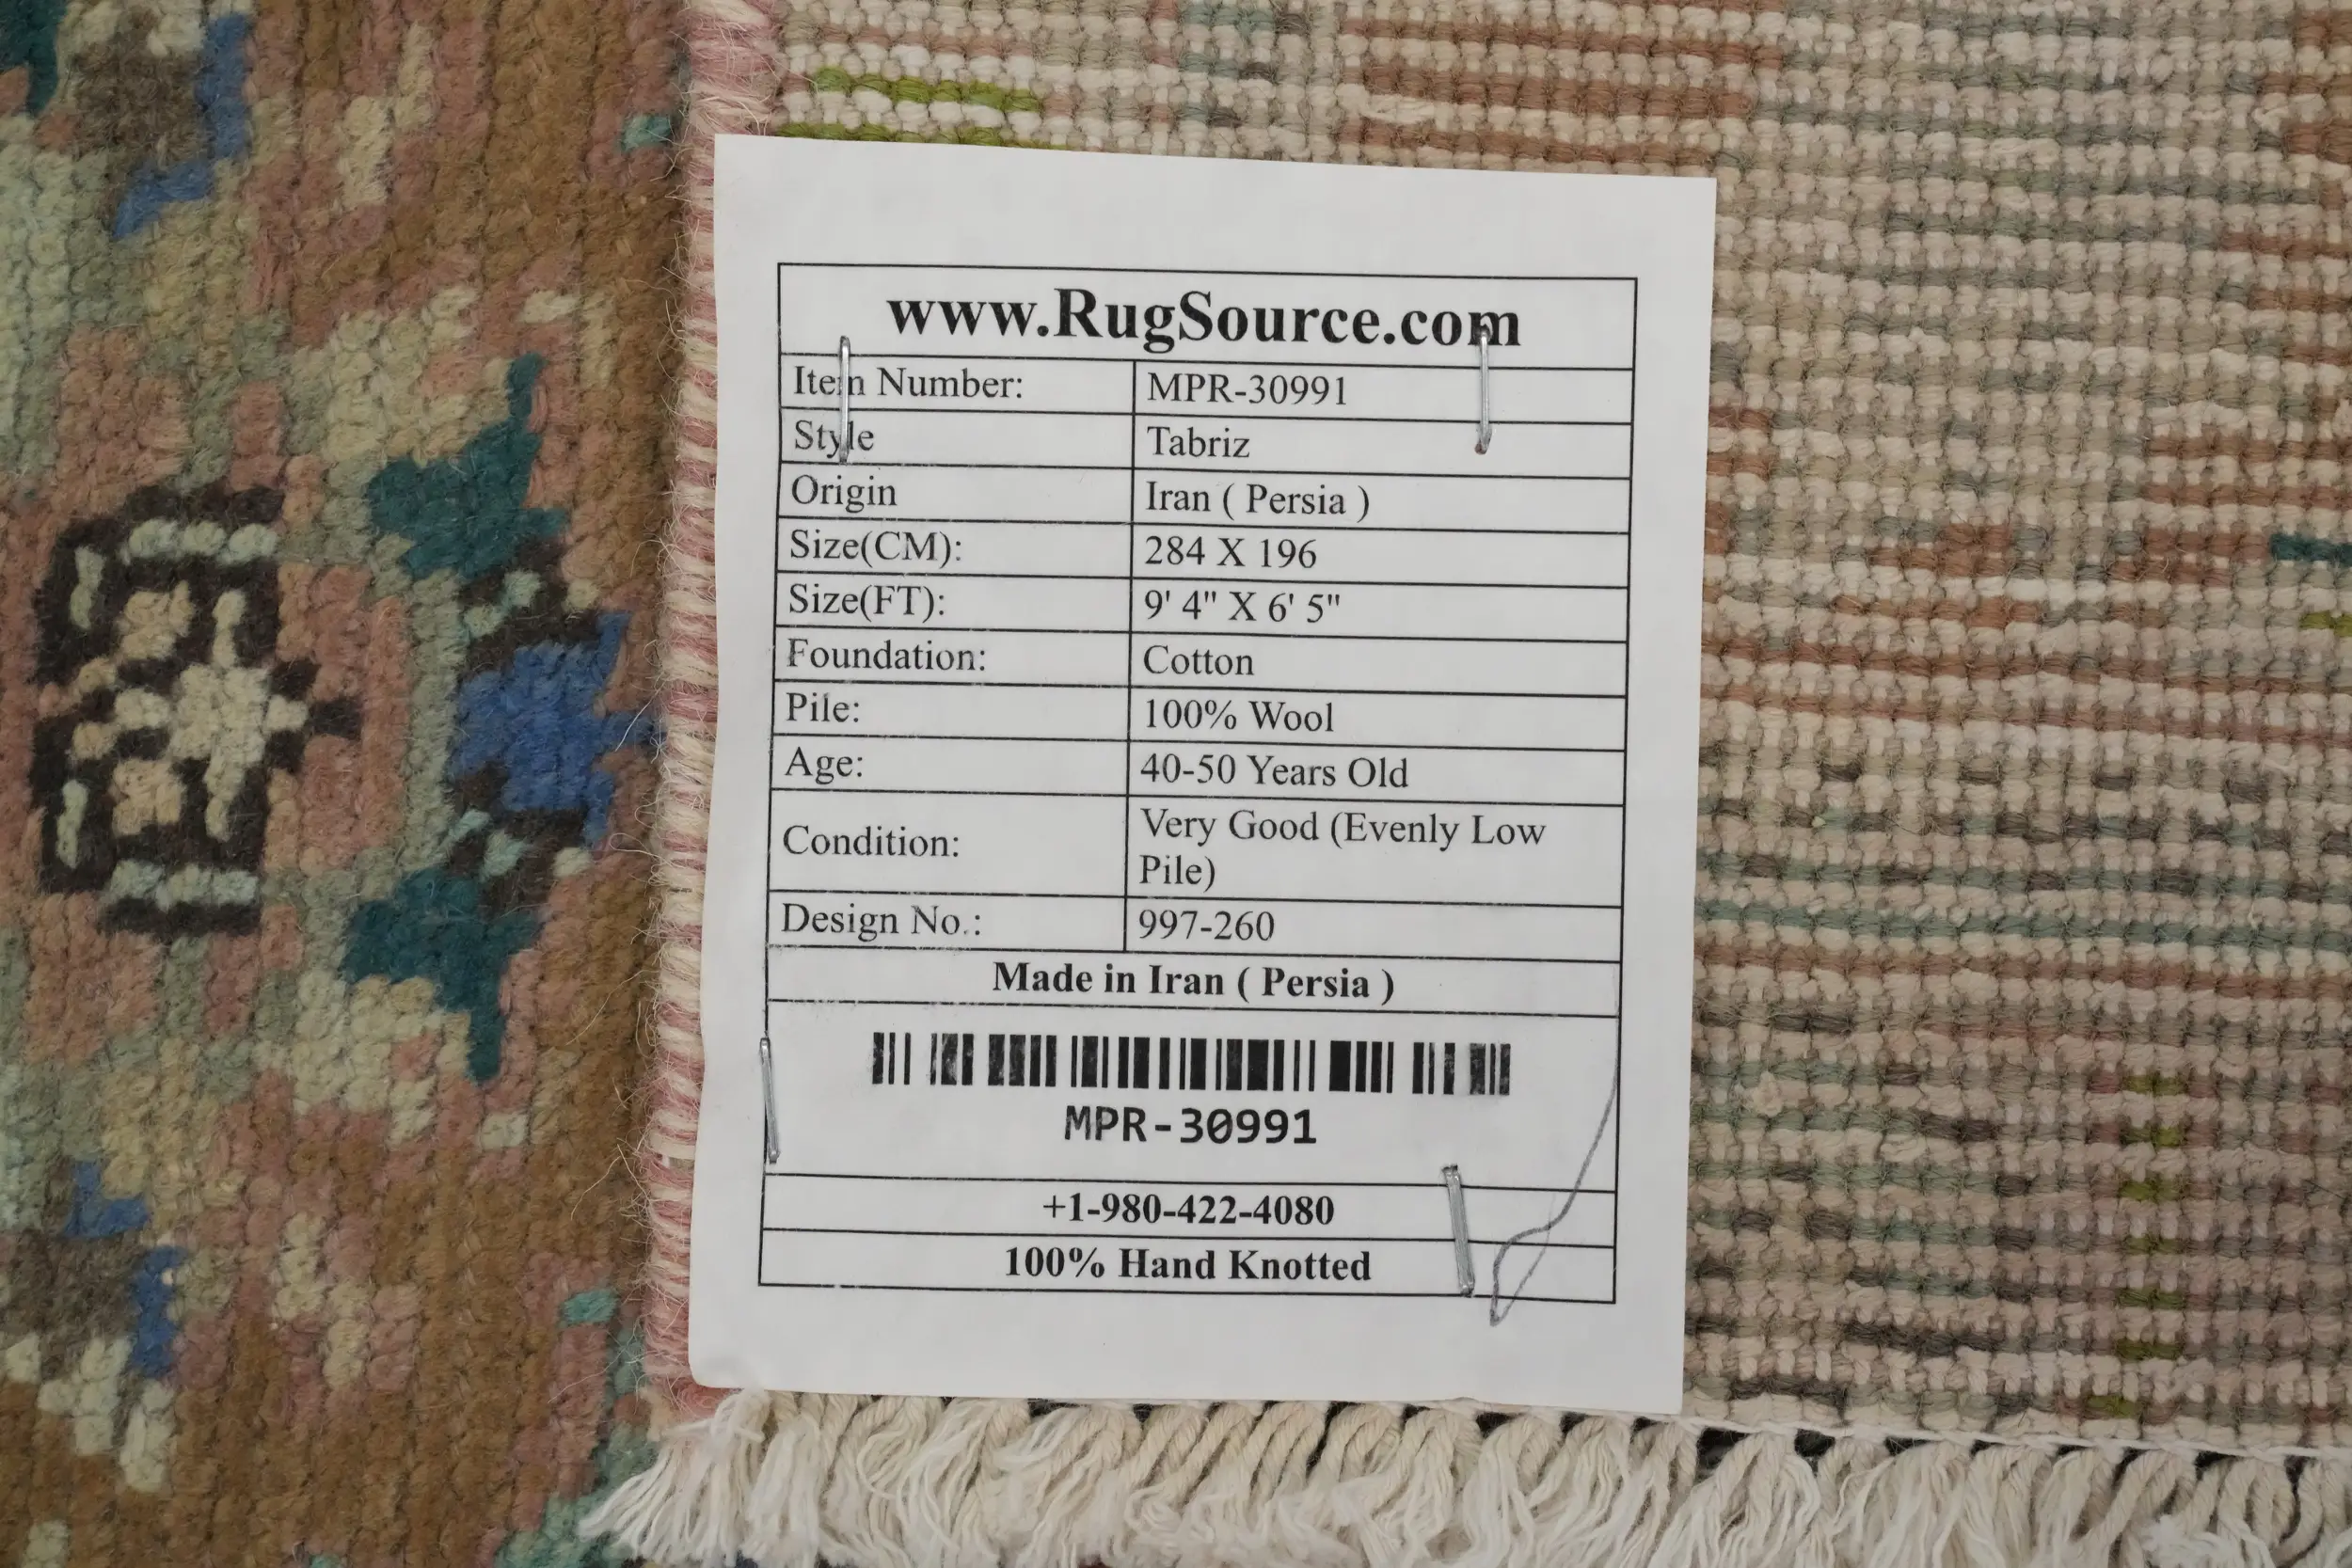 www.RugSource.com
Item Number: MPR-30991
Style Tabriz
Origin Iran ( Persia )
Size(CM): 284 X 196
Size(FT): 9' 4" X 6' 5"
Foundation: Cotton
Pile: 100% Wool
Age: 40-50 Years Old
Condition: Very Good (Evenly Low
Pile)
Design No.: 997-260
Made in Iran ( Persia )
MPR-30991
+1-980-422-4080
100% Hand Knotted